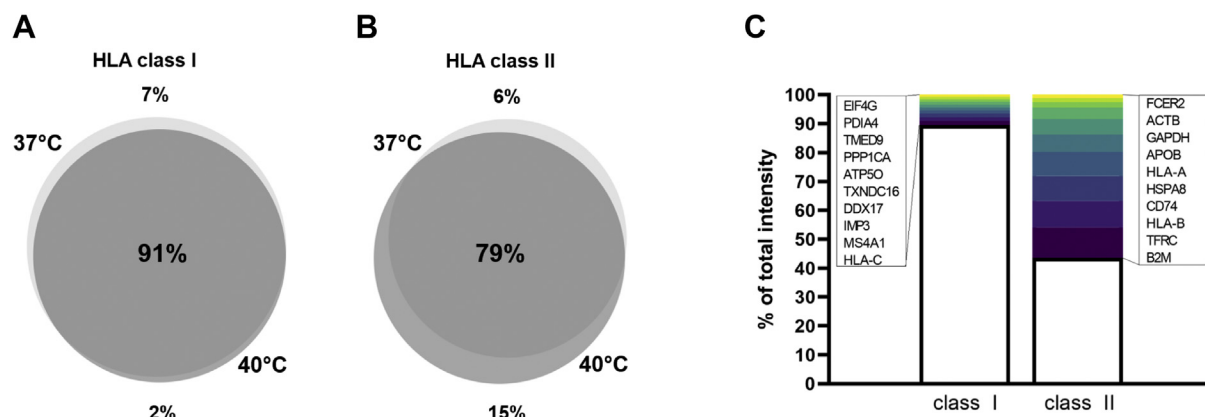 A
HLA class I
7%
37°C
91%
40°C
2%
B
HLA class II
6%
37°C
79%
40°C
15%
C
% of total intensity
100
90
80
70
60
50
40
30
20
10
0
EIF4G
PDIA4
TMED9
PPP1CA
ATP5O
TXNDC16
DDX17
IMP3
MS4A1
HLA-C
FCER2
ACTB
GAPDH
APOB
HLA-A
HSPA8
CD74
HLA-B
TFRC
B2M
class I
class II